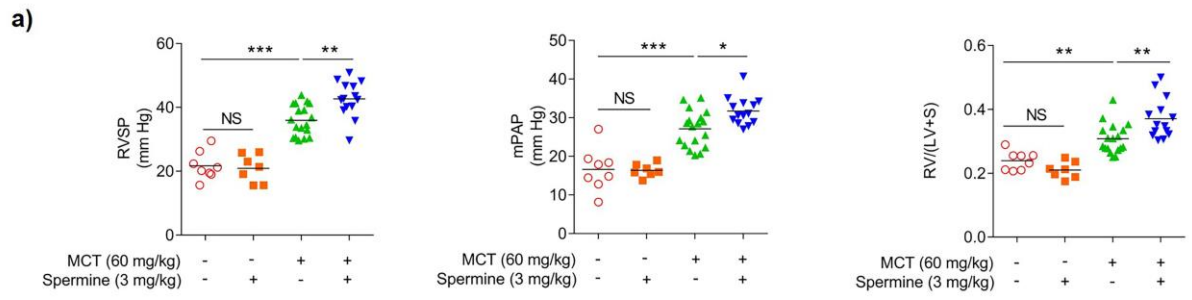 a)
60
40
20
0
RVSP
(mm Hg)
NS
***
**
MCT (60 mg/kg) - - + +
Spermine (3 mg/kg) - + - +
50
40
30
20
10
0
mPAP
(mm Hg)
NS
***
*
MCT (60 mg/kg) - - + +
Spermine (3 mg/kg) - + - +
0.6
0.4
0.2
0.0
RV/(LV+S)
NS
**
**
MCT (60 mg/kg) - - + +
Spermine (3 mg/kg) - + - +